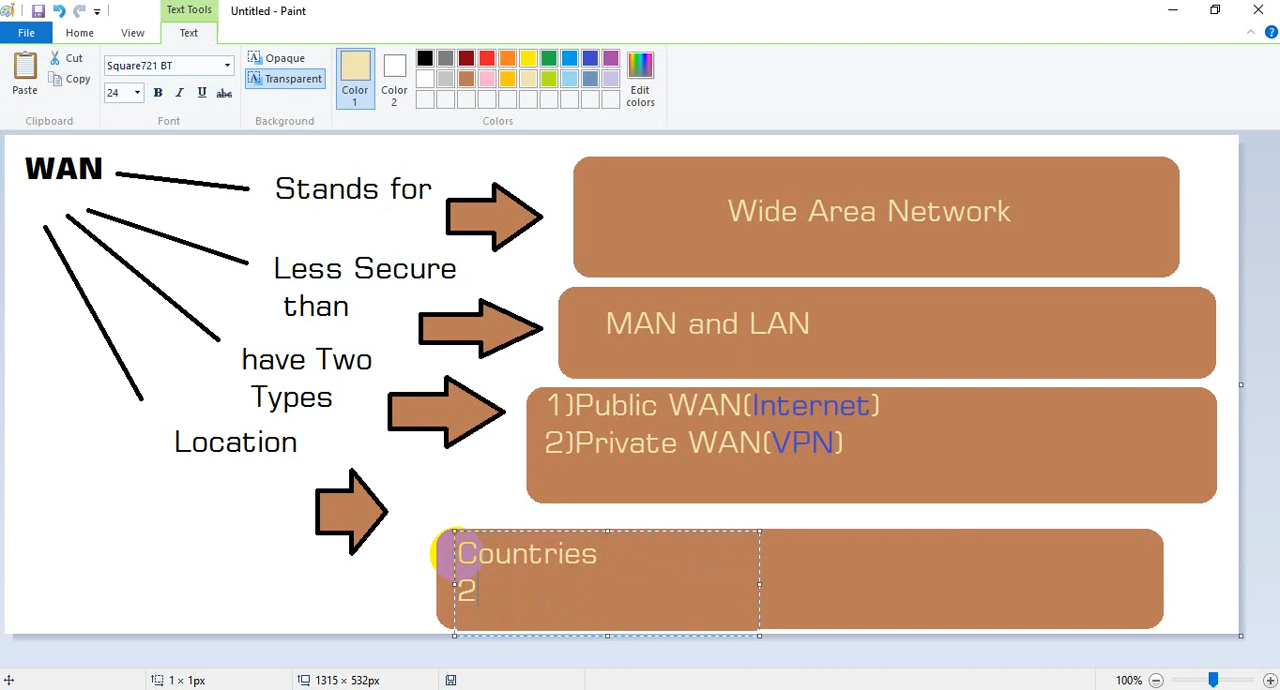 Text Tools
Untitled - Paint
File
Home
View
Text
Paste
Cut
Copy
Clipboard
Square721 BT
24
B I U abc
Font
Opaque
Transparent
Background
Color 1
Color 2
Edit colors
Colors
WAN
Stands for
Wide Area Network
Less Secure
than
MAN and LAN
have Two
Types
1)Public WAN(Internet)
2)Private WAN(VPN)
Location
Countries
2
1 × 1px
1315 × 532px
100%